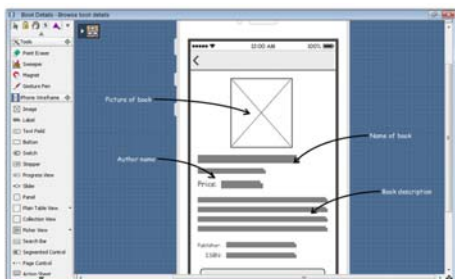 Book Details - Browse book details
Tools
Point Eraser
Sweeper
Magnet
Gesture Pen
iPhone Wireframe
Image
Label
Text Field
Button
Switch
Stepper
Progress View
Slider
Panel
Plain Table View
Collection View
Picker View
Search Bar
Segmented Control
Page Control
Action Sheet
10:00 AM
100%
Picture of book
Name of book
Author name
Price:
Book description
Publisher:
ISBN: